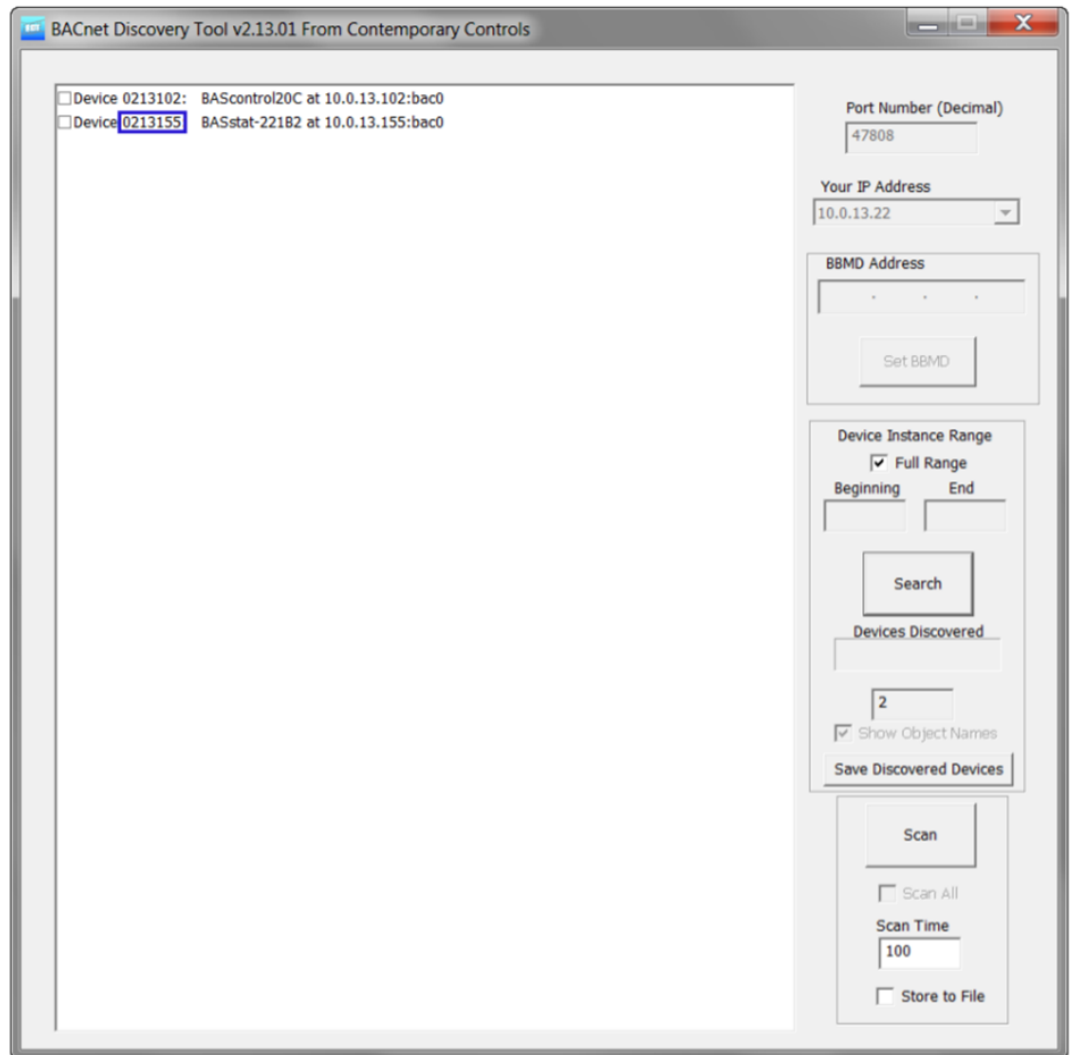 BACnet Discovery Tool v2.13.01 From Contemporary Controls
Device 0213102: BAScontrol20C at 10.0.13.102:bac0
Device 0213155 BASstat-221B2 at 10.0.13.155:bac0
Port Number (Decimal)
47808
Your IP Address
10.0.13.22
BBMD Address
. . .
Set BBMD
Device Instance Range
Full Range
Beginning End
Search
Devices Discovered
2
Show Object Names
Save Discovered Devices
Scan
Scan All
Scan Time
100
Store to File